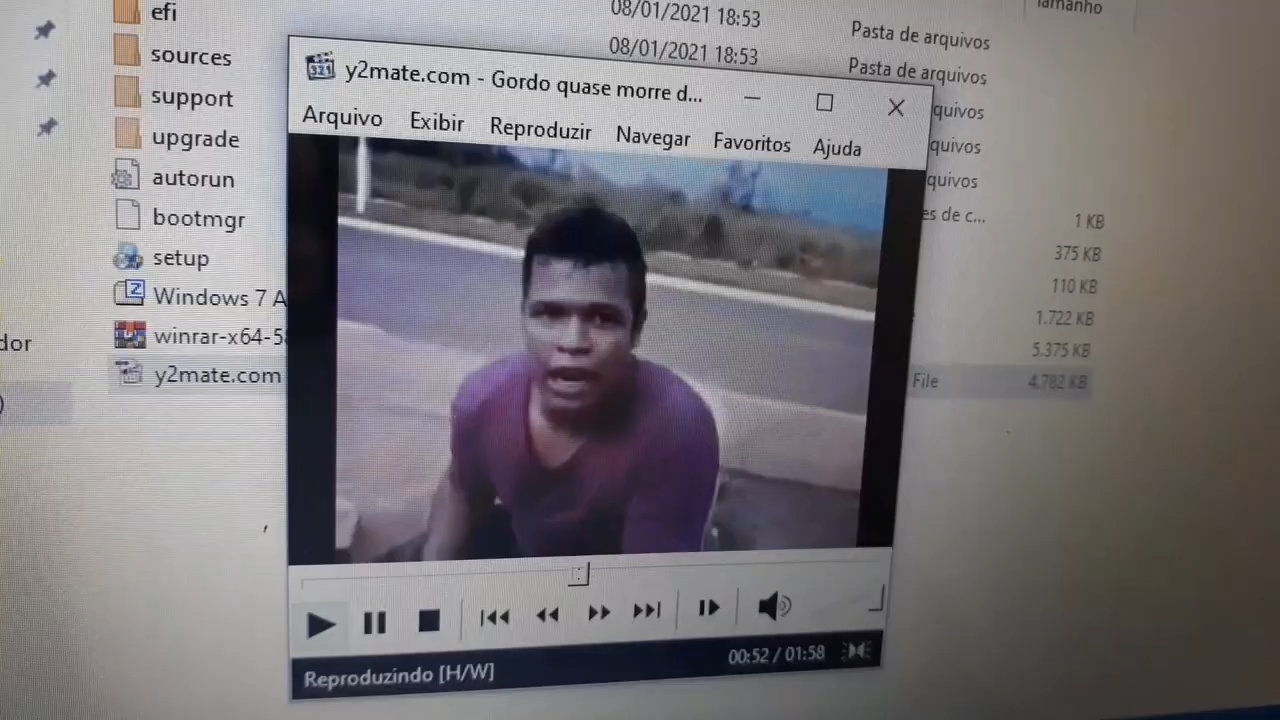 efi
08/01/2021 18:53
Pasta de arquivos
Tamanho
sources
08/01/2021 18:53
Pasta de arquivos
support
quivos
upgrade
quivos
autorun
quivos
bootmgr
es de c...
1 KB
setup
375 KB
Windows 7 A
110 KB
dor
winrar-x64-5
1.722 KB
5.375 KB
y2mate.com
File
4.782 KB
y2mate.com - Gordo quase morre d...
Arquivo Exibir Reproduzir Navegar Favoritos Ajuda
321
Reproduzindo [H/W]
00:52 / 01:58